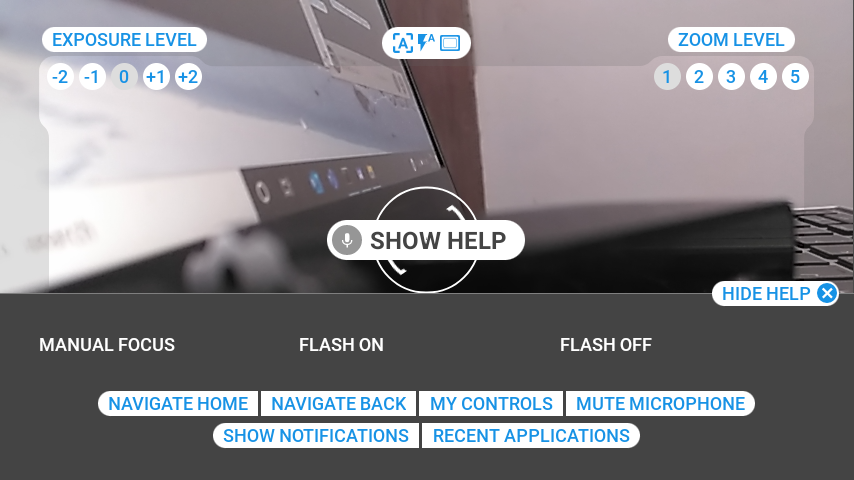 EXPOSURE LEVEL
A A
ZOOM LEVEL
-2 -1 0 +1 +2
1 2 3 4 5
SHOW HELP
HIDE HELP
MANUAL FOCUS FLASH ON FLASH OFF
NAVIGATE HOME NAVIGATE BACK MY CONTROLS MUTE MICROPHONE
SHOW NOTIFICATIONS RECENT APPLICATIONS